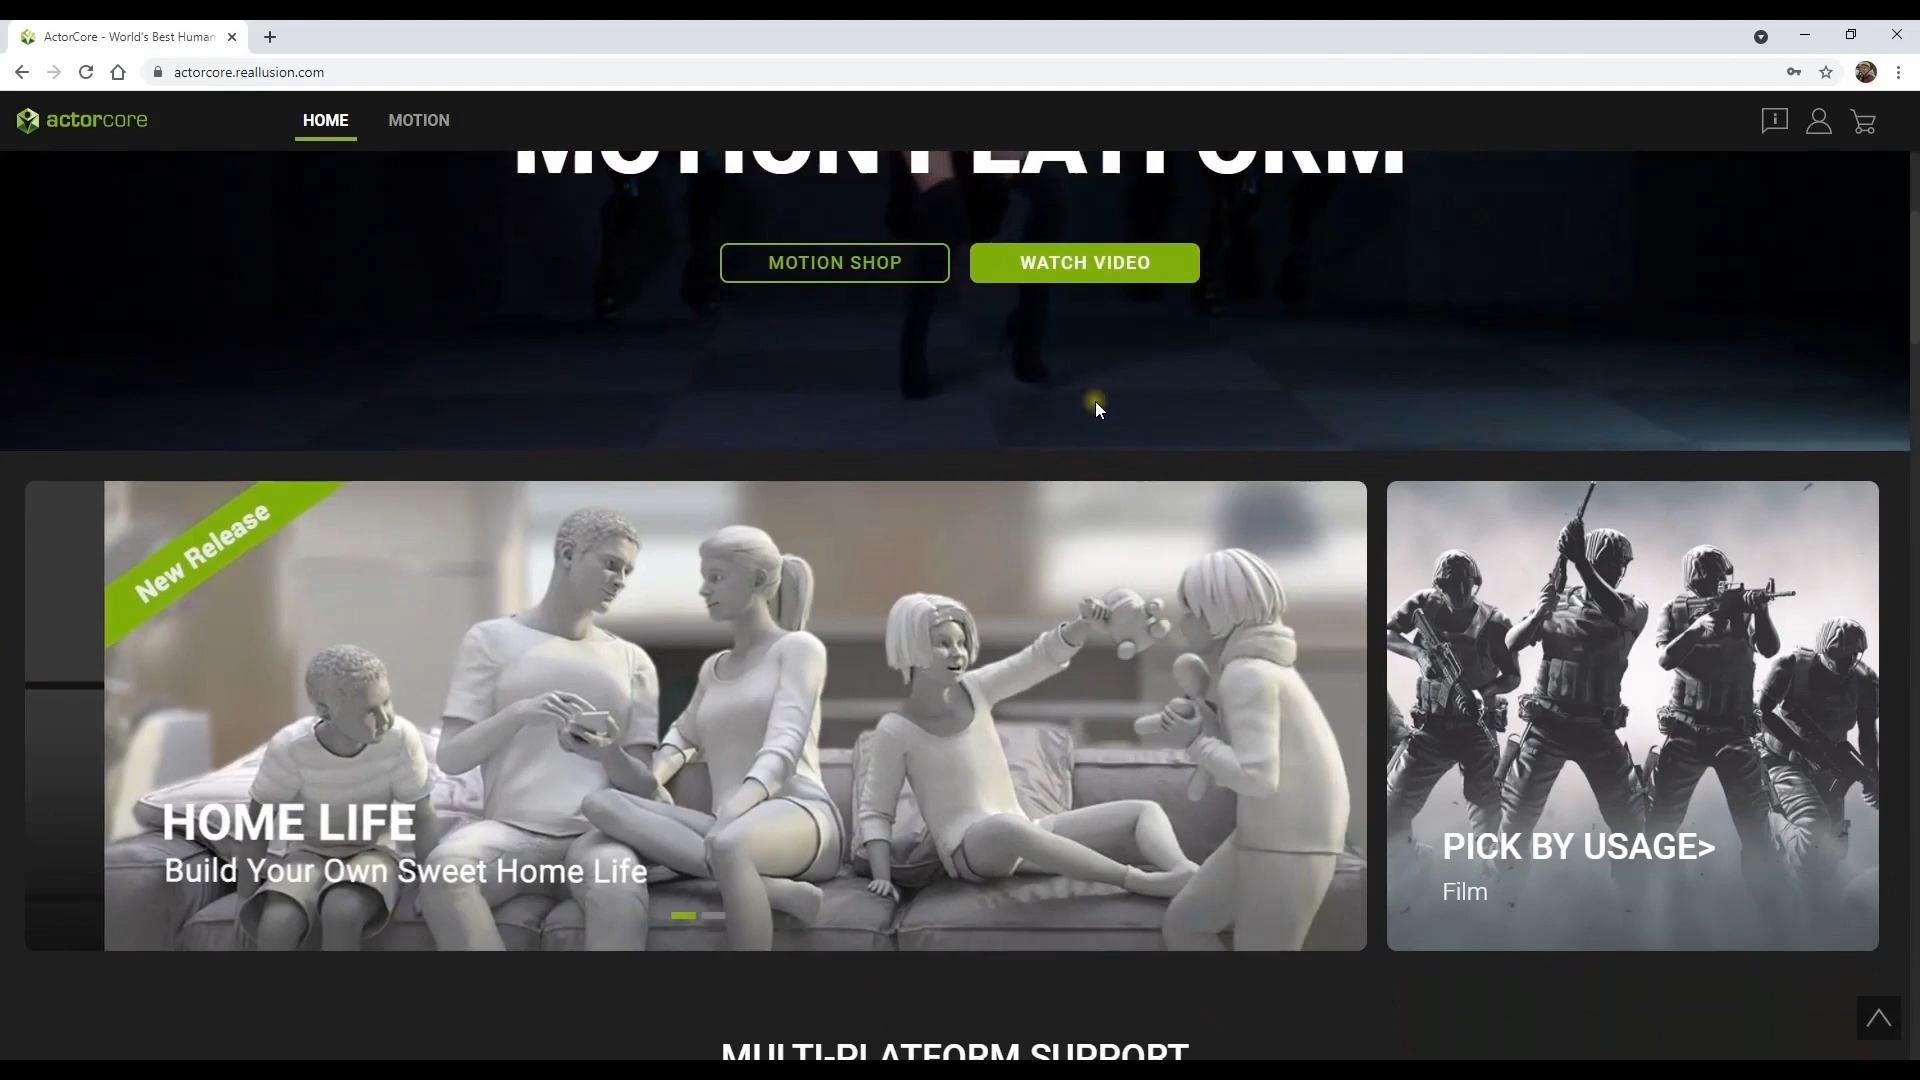 ActorCore - World's Best Human
actorcore.reallusion.com
actorcore
HOME
MOTION
MOTION PLATFORM
MOTION SHOP
WATCH VIDEO
New Release
HOME LIFE
Build Your Own Sweet Home Life
PICK BY USAGE>
Film
MULTI-PLATFORM SUPPORT